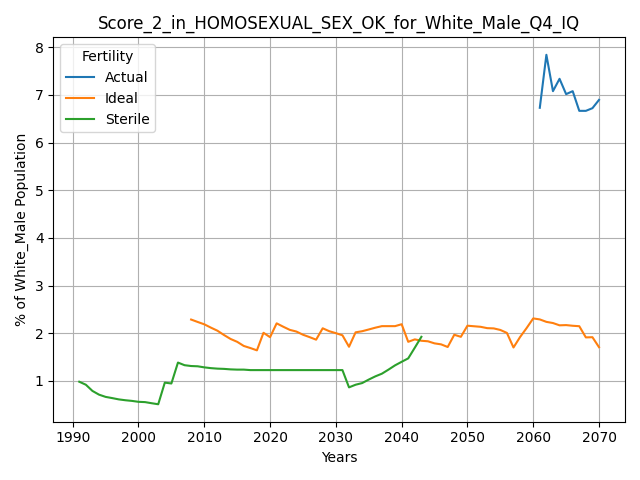 Score_2_in_HOMOSEXUAL_SEX_OK_for_White_Male_Q4_IQ
Fertility
Actual
Ideal
Sterile
% of White_Male Population
8
7
6
5
4
3
2
1
1990 2000 2010 2020 2030 2040 2050 2060 2070
Years